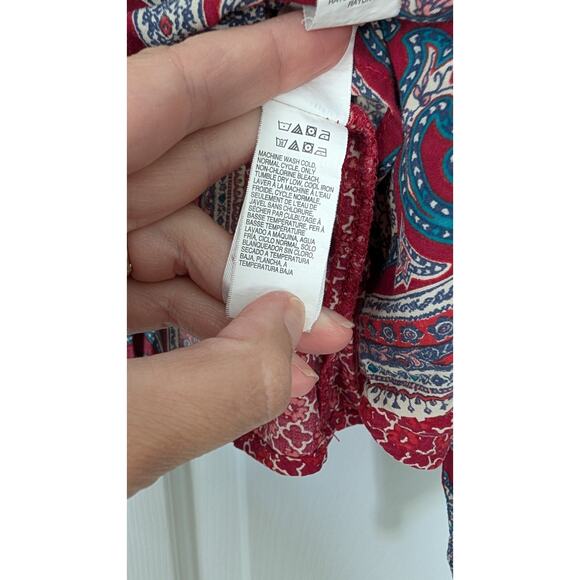 RAYON
MACHINE WASH COLD,
NORMAL CYCLE, ONLY
NON-CHLORINE BLEACH,
TUMBLE DRY LOW, COOL IRON
LAVER À LA MACHINE À L'EAU
FROIDE, CYCLE NORMALE,
SEULEMENT DE L'EAU DE
JAVEL SANS CHLORURE,
SÉCHER PAR CULBUTAGE À
BASSE TEMPÉRATURE, FER À
BASSE TEMPÉRATURE
LAVADO A MÁQUINA, AGUA
FRÍA, CICLO NORMAL, SÓLO
BLANQUEADOR SIN CLORO,
SECADO A TEMPERATURA
BAJA, PLANCHA, A
TEMPERATURA BAJA